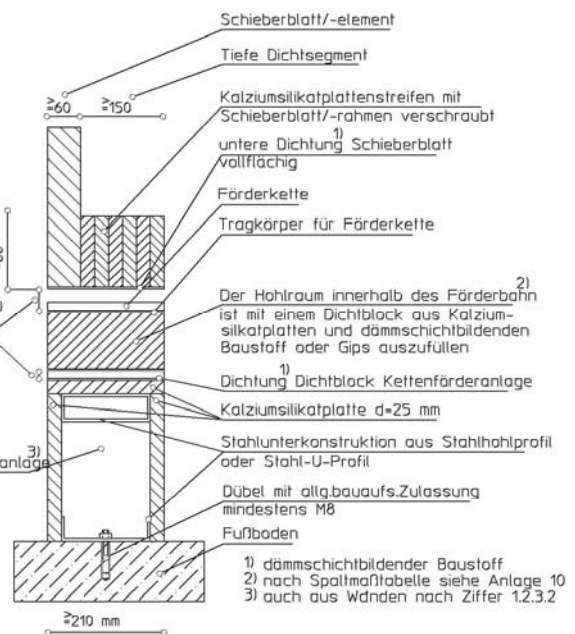 Schieberblatt/-element
Tiefe Dichtsegment
≥60 ≥150
Kalziumsilikatplattenstreifen mit
Schieberblatt/-rahmen verschraubt
untere Dichtung 1) Schieberblatt
vollflächig
Förderkette
Tragkörper für Förderkette
Der Hohlraum innerhalb des Förderbahn 2)
ist mit einem Dichtblock aus Kalzium-
silkatplatten und dämmschichtbildenden
Baustoff oder Gips auszufüllen
Dichtung 1) Dichtblock Kettenförderanlage
Kalziumsilikatplatte d=25 mm
Stahlunterkonstruktion aus Stahlhohlprofil
oder Stahl-U-Profil
3)
anlage
Dübel mit allg.bauaufs.Zulassung
mindestens M8
Fußboden
1) dämmschichtbildender Baustoff
2) nach Spaltmaßtabelle siehe Anlage 10
3) auch aus Wänden nach Ziffer 1.2.3.2
≥210 mm